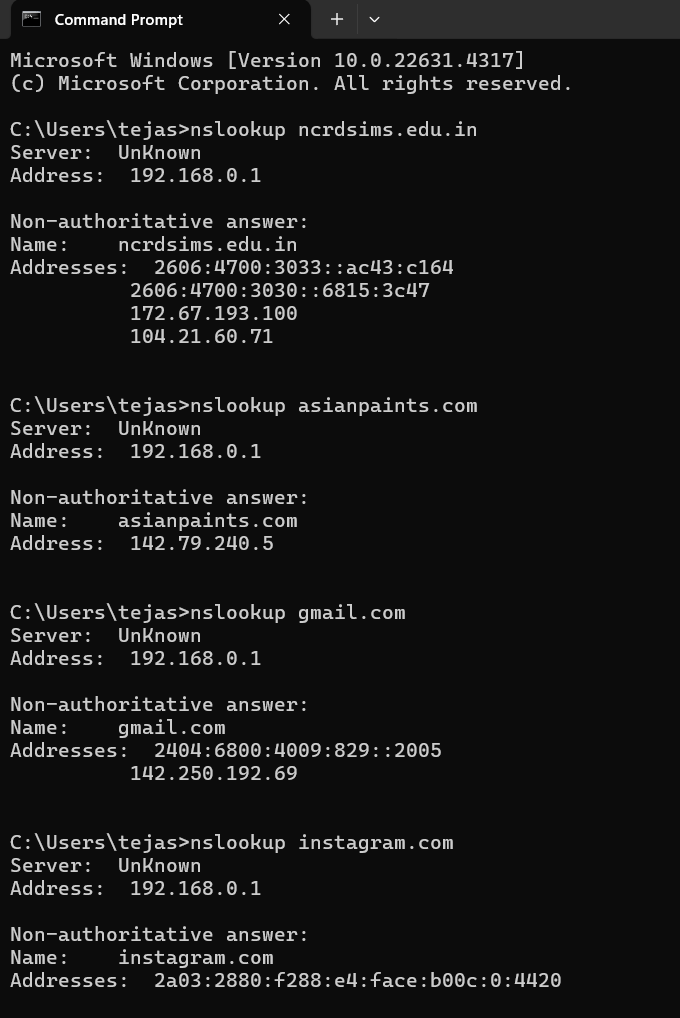 Command Prompt
Microsoft Windows [Version 10.0.22631.4317]
(c) Microsoft Corporation. All rights reserved.
C:\Users\tejas>nslookup ncrdsims.edu.in
Server:  UnKnown
Address:  192.168.0.1
Non-authoritative answer:
Name:    ncrdsims.edu.in
Addresses:  2606:4700:3033::ac43:c164
2606:4700:3030::6815:3c47
172.67.193.100
104.21.60.71
C:\Users\tejas>nslookup asianpaints.com
Server:  UnKnown
Address:  192.168.0.1
Non-authoritative answer:
Name:    asianpaints.com
Address:  142.79.240.5
C:\Users\tejas>nslookup gmail.com
Server:  UnKnown
Address:  192.168.0.1
Non-authoritative answer:
Name:    gmail.com
Addresses:  2404:6800:4009:829::2005
142.250.192.69
C:\Users\tejas>nslookup instagram.com
Server:  UnKnown
Address:  192.168.0.1
Non-authoritative answer:
Name:    instagram.com
Addresses:  2a03:2880:f288:e4:face:b00c:0:4420